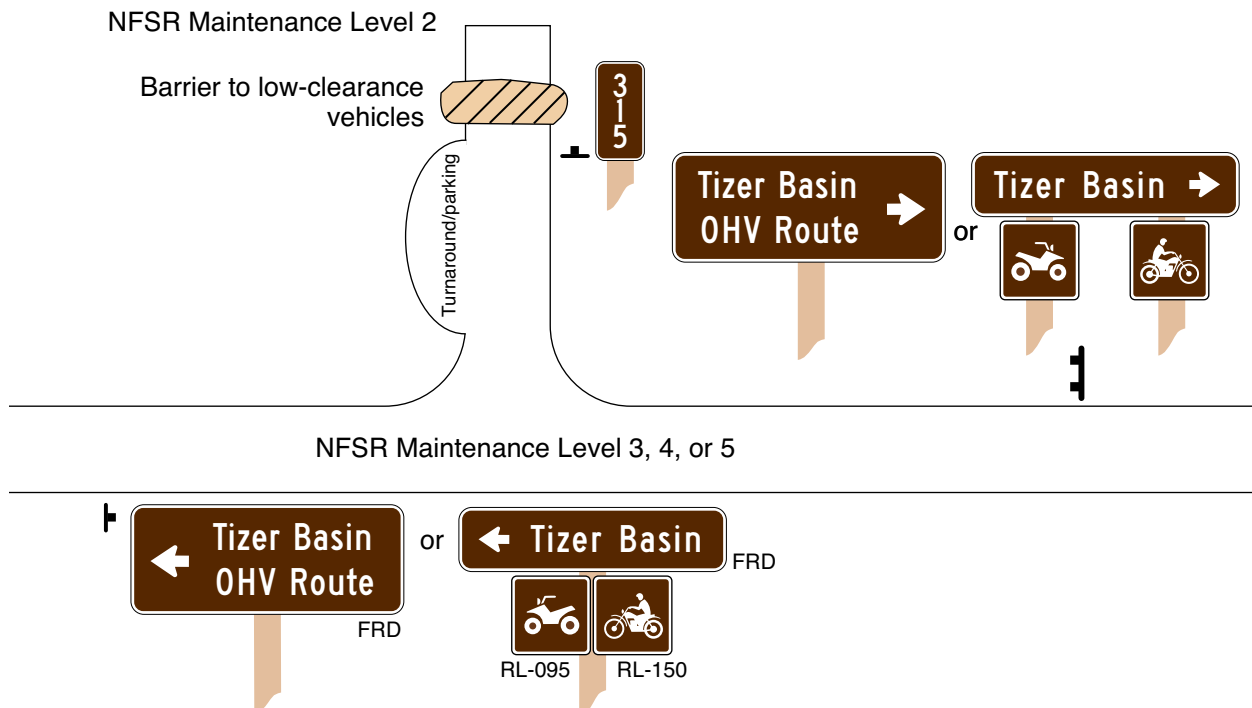 NFSR Maintenance Level 2
Barrier to low-clearance
vehicles
Turnaround/parking
3
1
5
Tizer Basin
OHV Route
or
Tizer Basin
NFSR Maintenance Level 3, 4, or 5
Tizer Basin
OHV Route
FRD
or
Tizer Basin
FRD
RL-095
RL-150